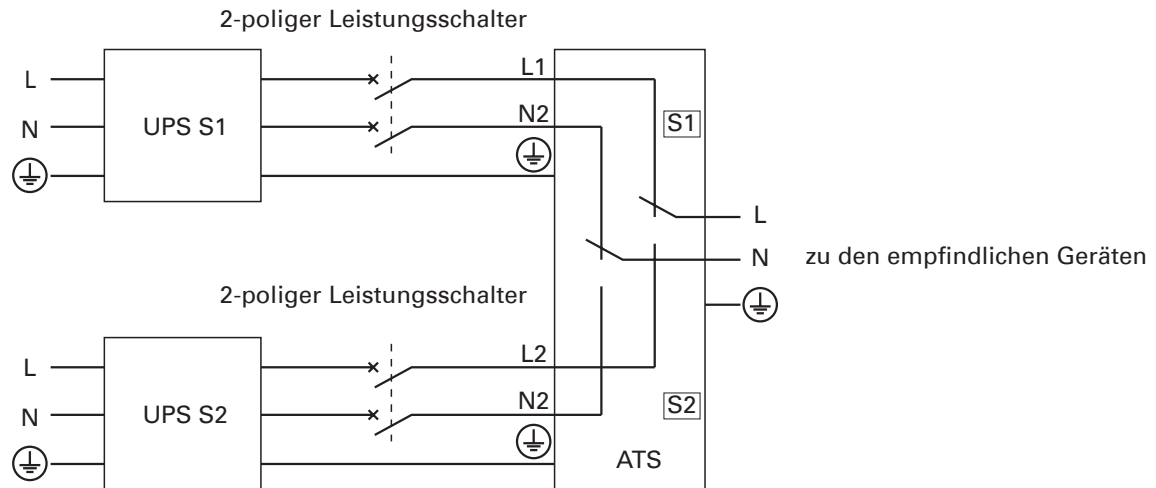 2-poliger Leistungsschalter
L
L1
N
UPS S1
N2
S1
L
N
zu den empfindlichen Geräten
2-poliger Leistungsschalter
L
L2
N
UPS S2
N2
S2
ATS